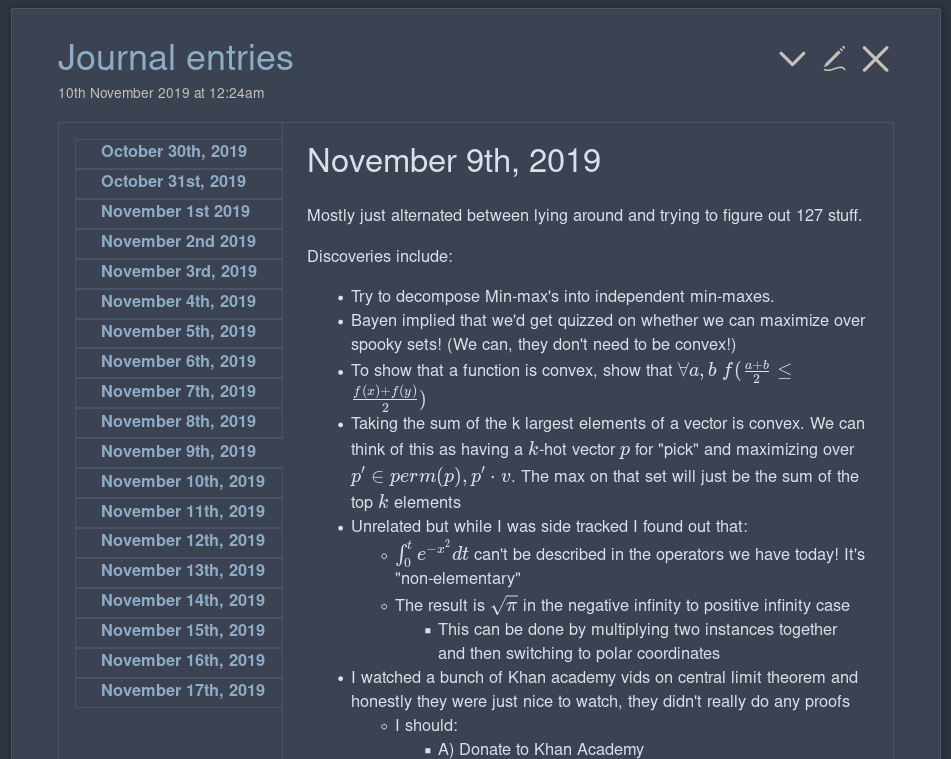 Journal entries
10th November 2019 at 12:24am
October 30th, 2019
October 31st, 2019
November 1st 2019
November 2nd 2019
November 3rd, 2019
November 4th, 2019
November 5th, 2019
November 6th, 2019
November 7th, 2019
November 8th, 2019
November 9th, 2019
November 10th, 2019
November 11th, 2019
November 12th, 2019
November 13th, 2019
November 14th, 2019
November 15th, 2019
November 16th, 2019
November 17th, 2019
November 9th, 2019
Mostly just alternated between lying around and trying to figure out 127 stuff.
Discoveries include:
• Try to decompose Min-max's into independent min-maxes.
• Bayen implied that we'd get quizzed on whether we can maximize over
spooky sets! (We can, they don't need to be convex!)
• To show that a function is convex, show that ∀a, b f( (a+b)/2 ≤
(f(x)+f(y))/2 )
• Taking the sum of the k largest elements of a vector is convex. We can
think of this as having a k-hot vector p for "pick" and maximizing over
p′ ∈ perm(p), p′ · v. The max on that set will just be the sum of the
top k elements
• Unrelated but while I was side tracked I found out that:
◦ ∫₀ᵗ e^(−x²) dt can't be described in the operators we have today! It's
"non-elementary"
◦ The result is √π in the negative infinity to positive infinity case
▪ This can be done by multiplying two instances together
and then switching to polar coordinates
• I watched a bunch of Khan academy vids on central limit theorem and
honestly they were just nice to watch, they didn't really do any proofs
◦ I should:
▪ A) Donate to Khan Academy